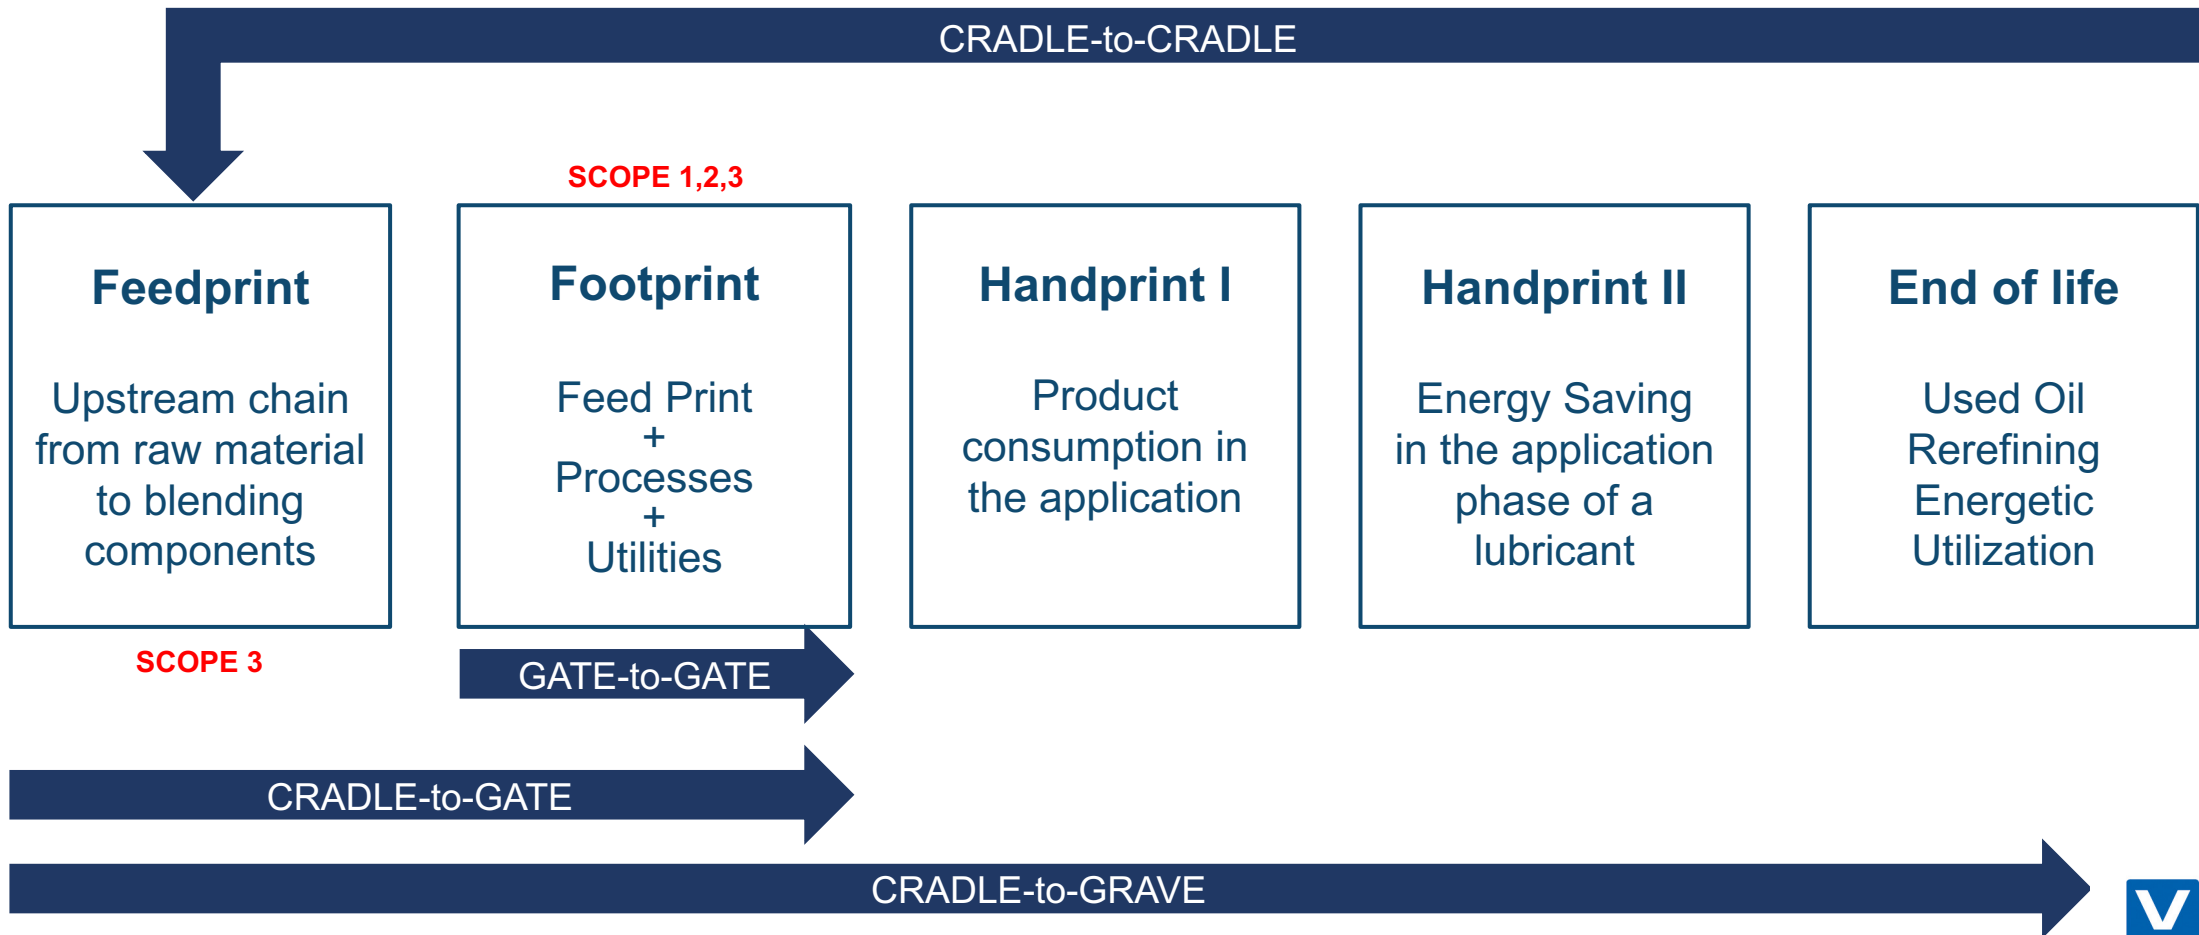 CRADLE-to-CRADLE
SCOPE 1,2,3
Feedprint
Upstream chain
from raw material
to blending
components
SCOPE 3
Footprint
Feed Print
+
Processes
+
Utilities
Handprint I
Product
consumption in
the application
Handprint II
Energy Saving
in the application
phase of a
lubricant
End of life
Used Oil
Rerefining
Energetic
Utilization
GATE-to-GATE
CRADLE-to-GATE
CRADLE-to-GRAVE
V